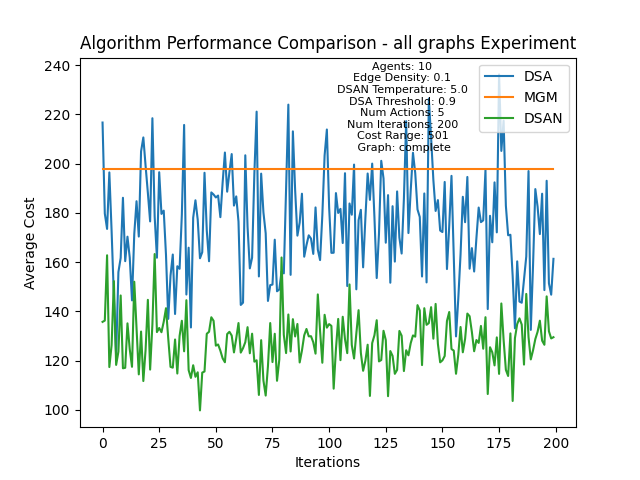 Algorithm Performance Comparison - all graphs Experiment
Agents: 10
Edge Density: 0.1
DSAN Temperature: 5.0
DSA Threshold: 0.9
Num Actions: 5
Num Iterations: 200
Cost Range: 501
Graph: complete
DSA
MGM
DSAN
Average Cost
240
220
200
180
160
140
120
100
0
25
50
75
100
125
150
175
200
Iterations